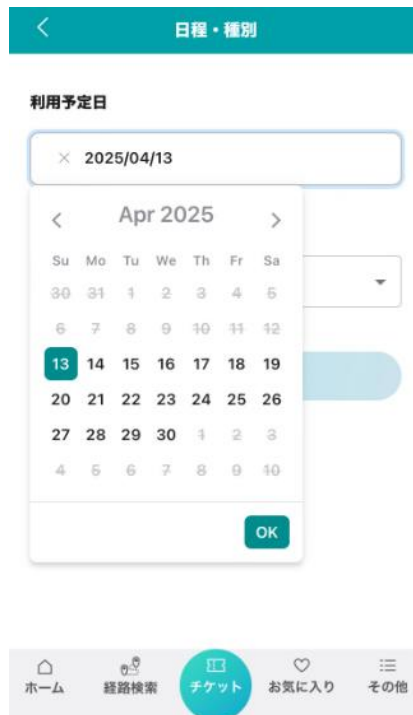 日程・種別
利用予定日
× 2025/04/13
Apr 2025
Su Mo Tu We Th Fr Sa
30 31 1 2 3 4 5
6 7 8 9 10 11 12
13 14 15 16 17 18 19
20 21 22 23 24 25 26
27 28 29 30 1 2 3
4 5 6 7 8 9 10
OK
ホーム 経路検索 チケット お気に入り その他